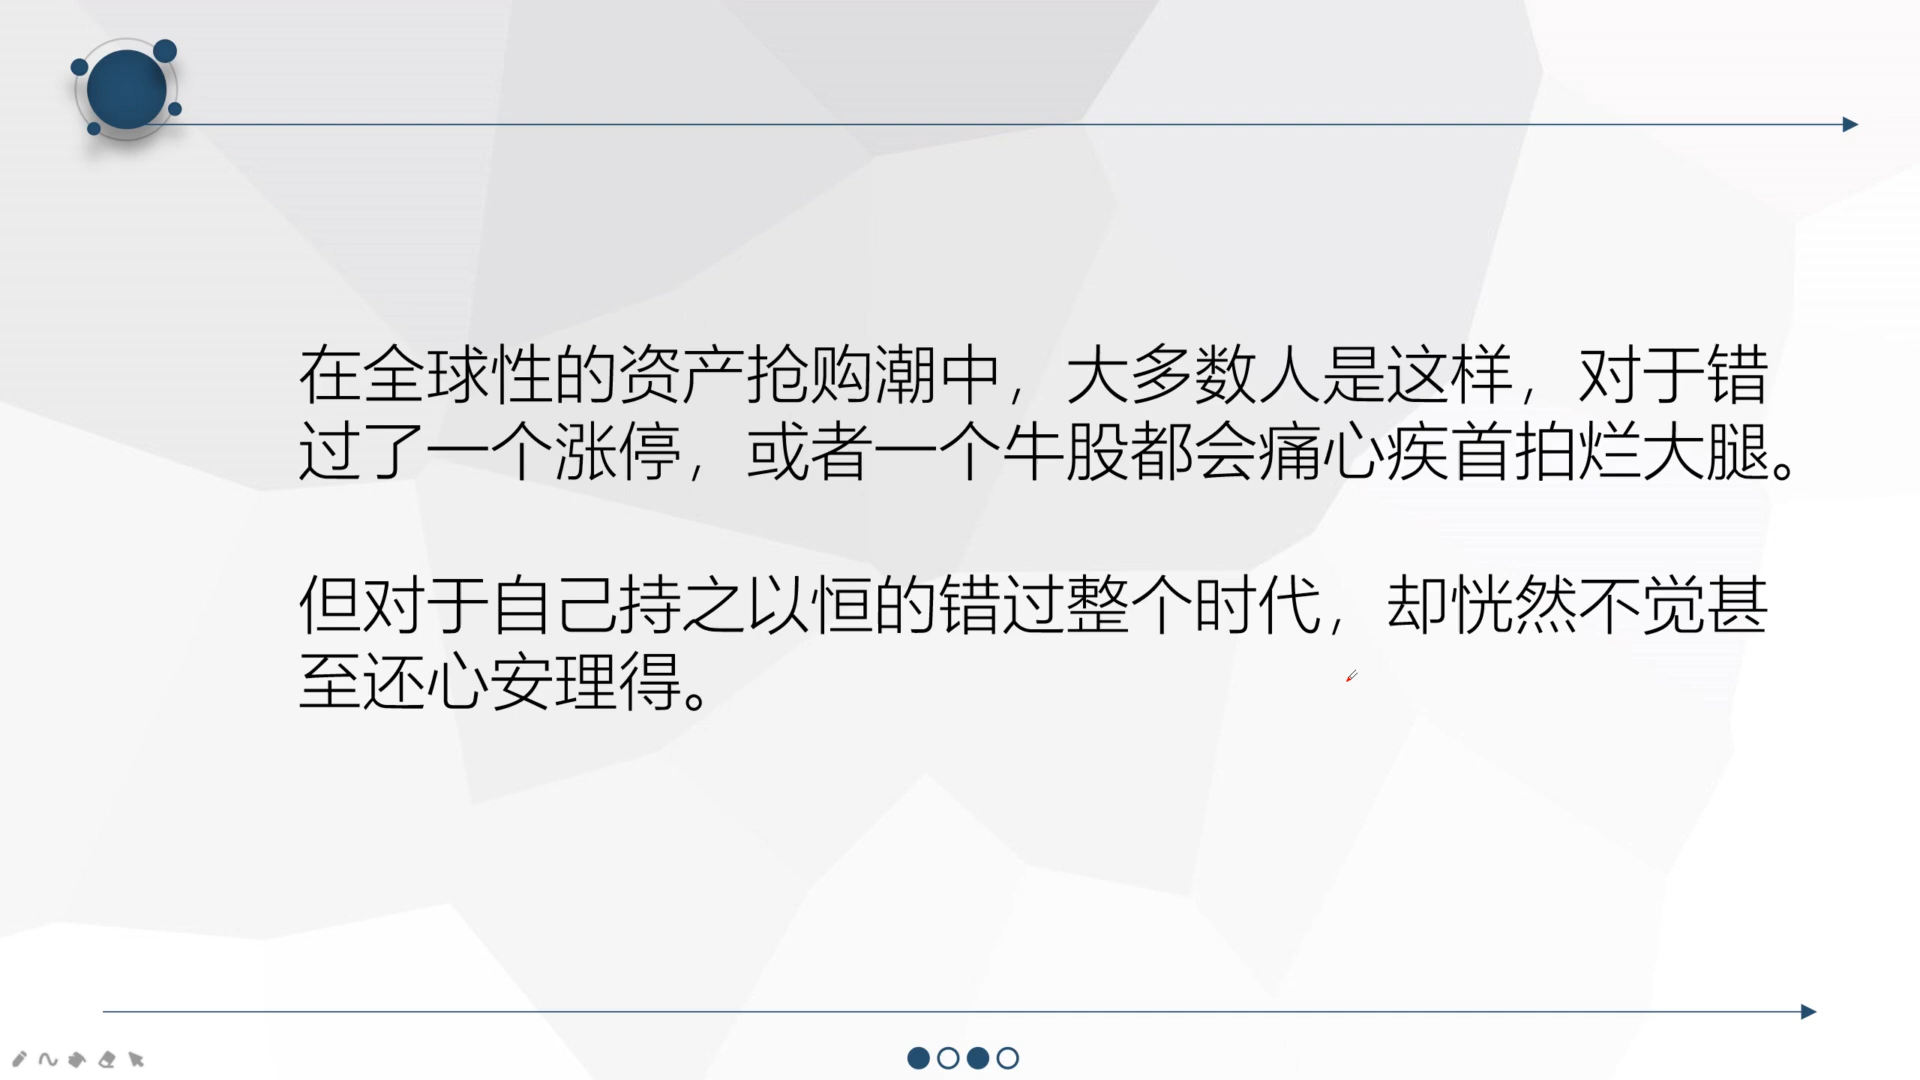 在全球性的资产抢购潮中，大多数人是这样，对于错
过了一个涨停，或者一个牛股都会痛心疾首拍烂大腿。
但对于自己持之以恒的错过整个时代，却恍然不觉甚
至还心安理得。